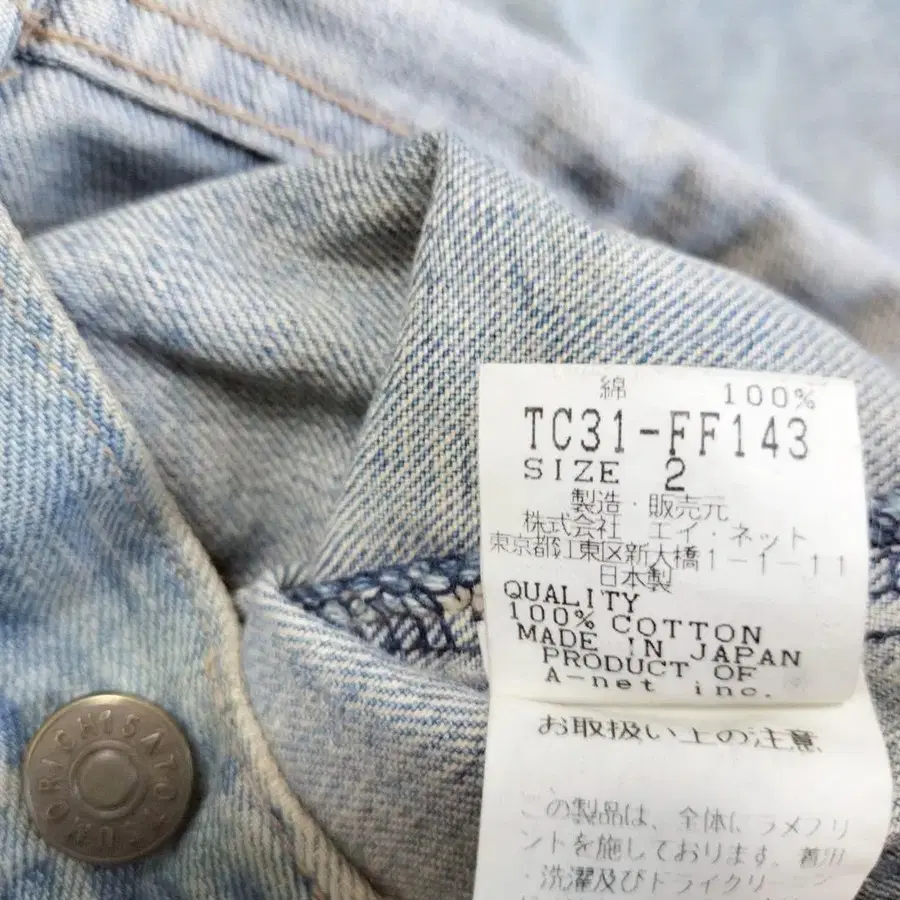 綿 100%
TC31-FF143
SIZE 2
製造・販売元
株式会社 エイ・ネット
東京都江東区新大橋1-1-11
日本製
QUALITY
100% COTTON
MADE IN JAPAN
PRODUCT OF
A-net inc.
お取扱い上の注意
この製品は、全体にラメプリ
ントを施しております。着用
・洗濯及びドライクリーニン
TSUMORI CHISATO